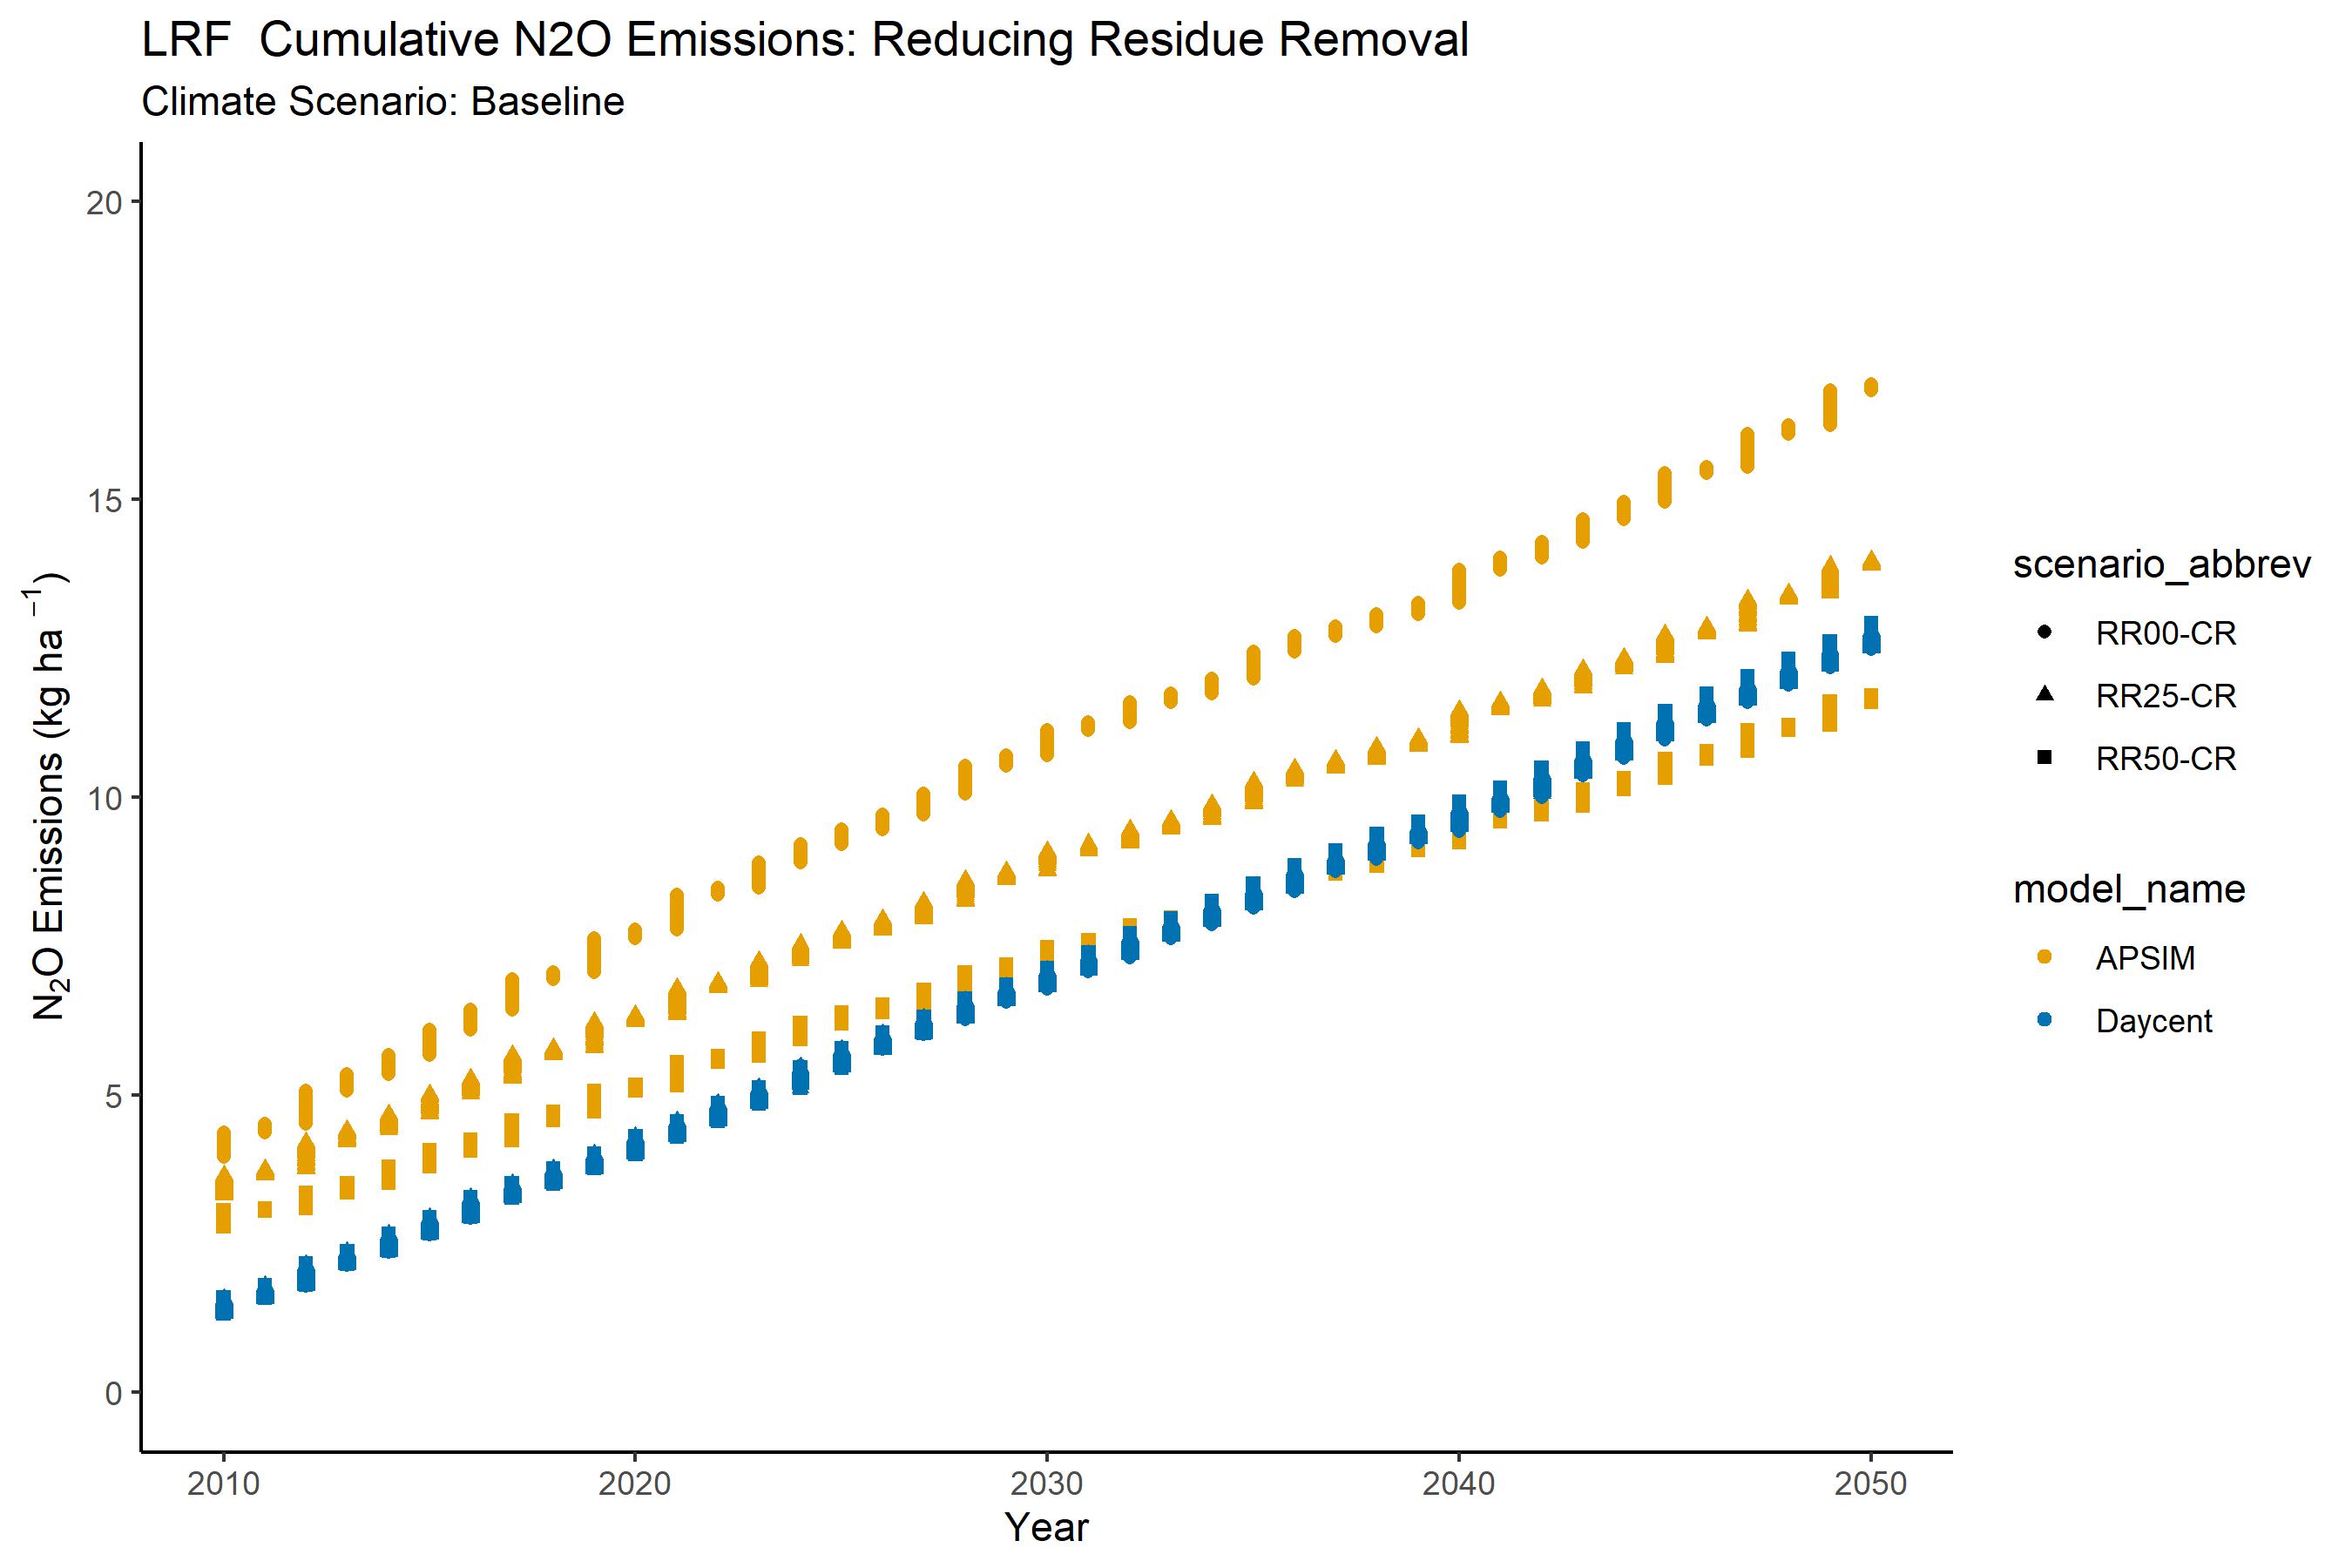 LRF  Cumulative N2O Emissions: Reducing Residue Removal
Climate Scenario: Baseline
20
15
10
5
0
N₂O Emissions (kg ha ⁻¹)
2010 2020 2030 2040 2050
Year
scenario_abbrev
RR00-CR
RR25-CR
RR50-CR
model_name
APSIM
Daycent